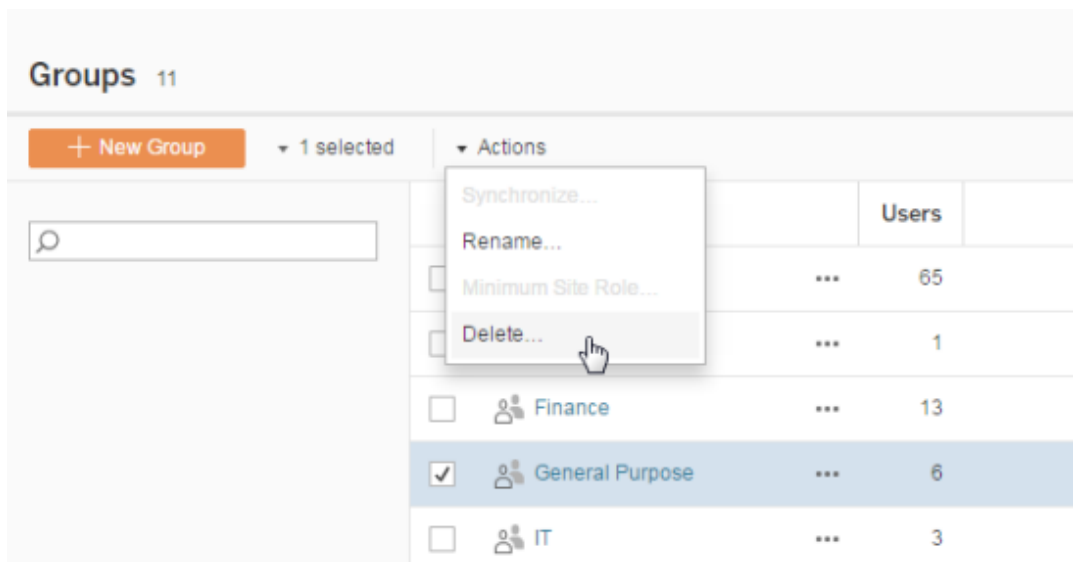 Groups 11
+ New Group 1 selected Actions
Synchronize...
Users
Rename...
65
Minimum Site Role...
Delete...
1
Finance ... 13
General Purpose ... 6
IT ... 3